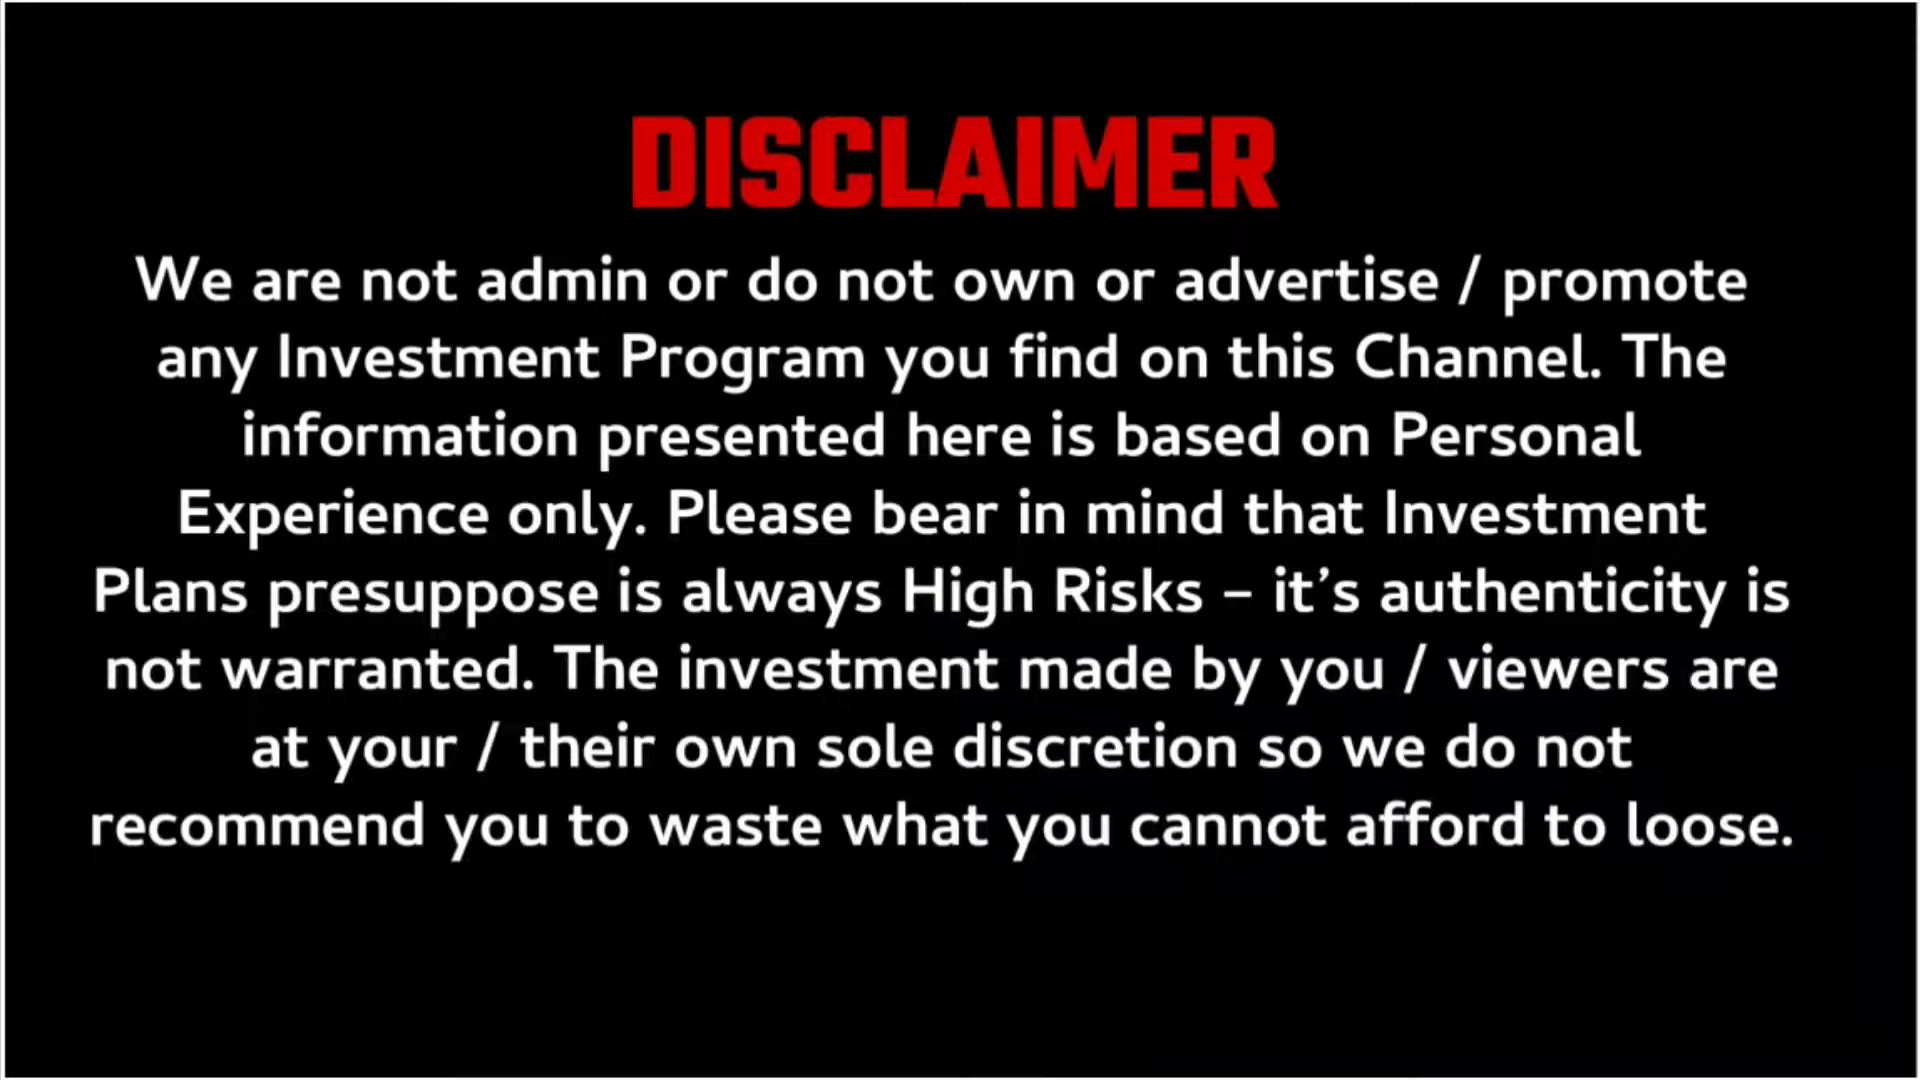 DISCLAIMER
We are not admin or do not own or advertise / promote
any Investment Program you find on this Channel. The
information presented here is based on Personal
Experience only. Please bear in mind that Investment
Plans presuppose is always High Risks – it’s authenticity is
not warranted. The investment made by you / viewers are
at your / their own sole discretion so we do not
recommend you to waste what you cannot afford to loose.